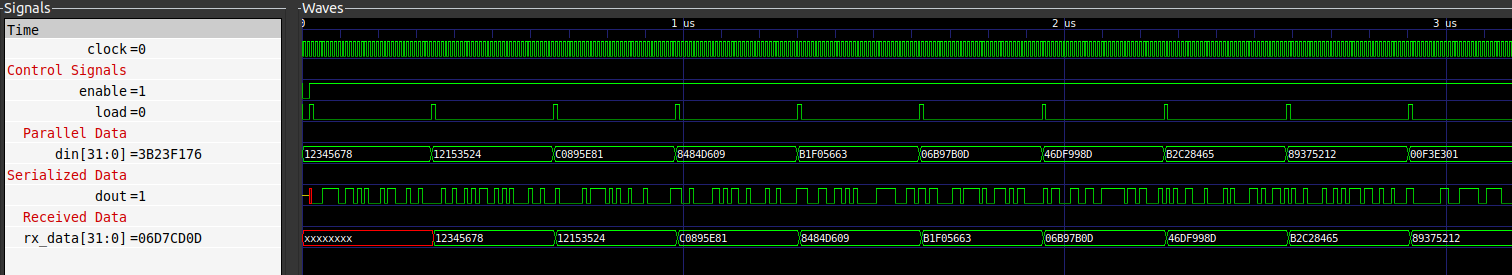 Signals Waves
Time 0 1 us 2 us 3 us
clock=0
Control Signals
enable=1
load=0
Parallel Data
din[31:0]=3B23F176 12345678 12153524 C0895E81 8484D609 B1F05663 06B97B0D 46DF998D B2C28465 89375212 00F3E301
Serialized Data
dout=1
Received Data
rx_data[31:0]=06D7CD0D xxxxxxxx 12345678 12153524 C0895E81 8484D609 B1F05663 06B97B0D 46DF998D B2C28465 89375212